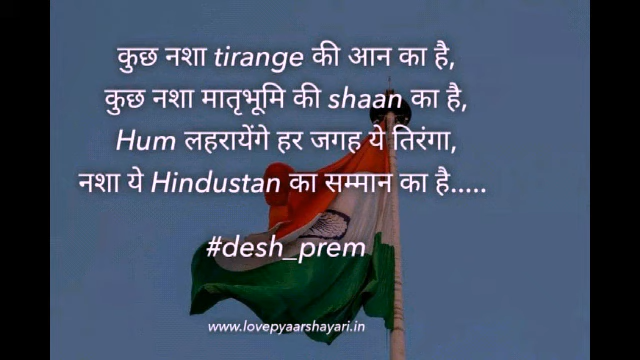 कुछ नशा tirange की आन का है,
कुछ नशा मातृभूमि की shaan का है,
Hum लहरायेंगे हर जगह ये तिरंगा,
नशा ये Hindustan का सम्मान का है.....
#desh_prem
www.lovepyaarshayari.in